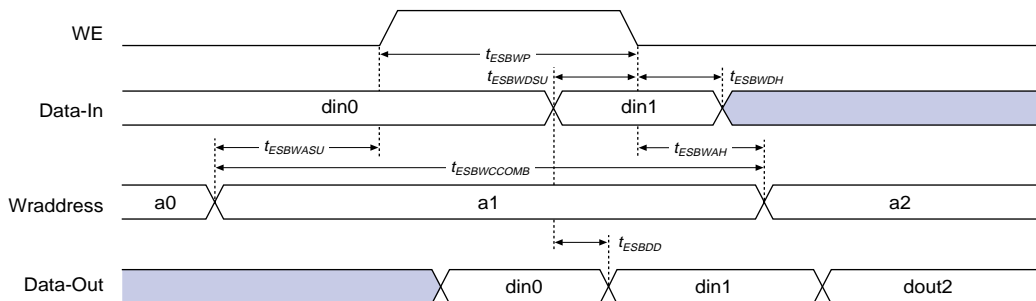 WE
tESBWP
tESBWDSU
tESBWDH
Data-In din0 din1
tESBWASU
tESBWAH
tESBWCCOMB
Wraddress a0 a1 a2
tESBDD
Data-Out din0 din1 dout2